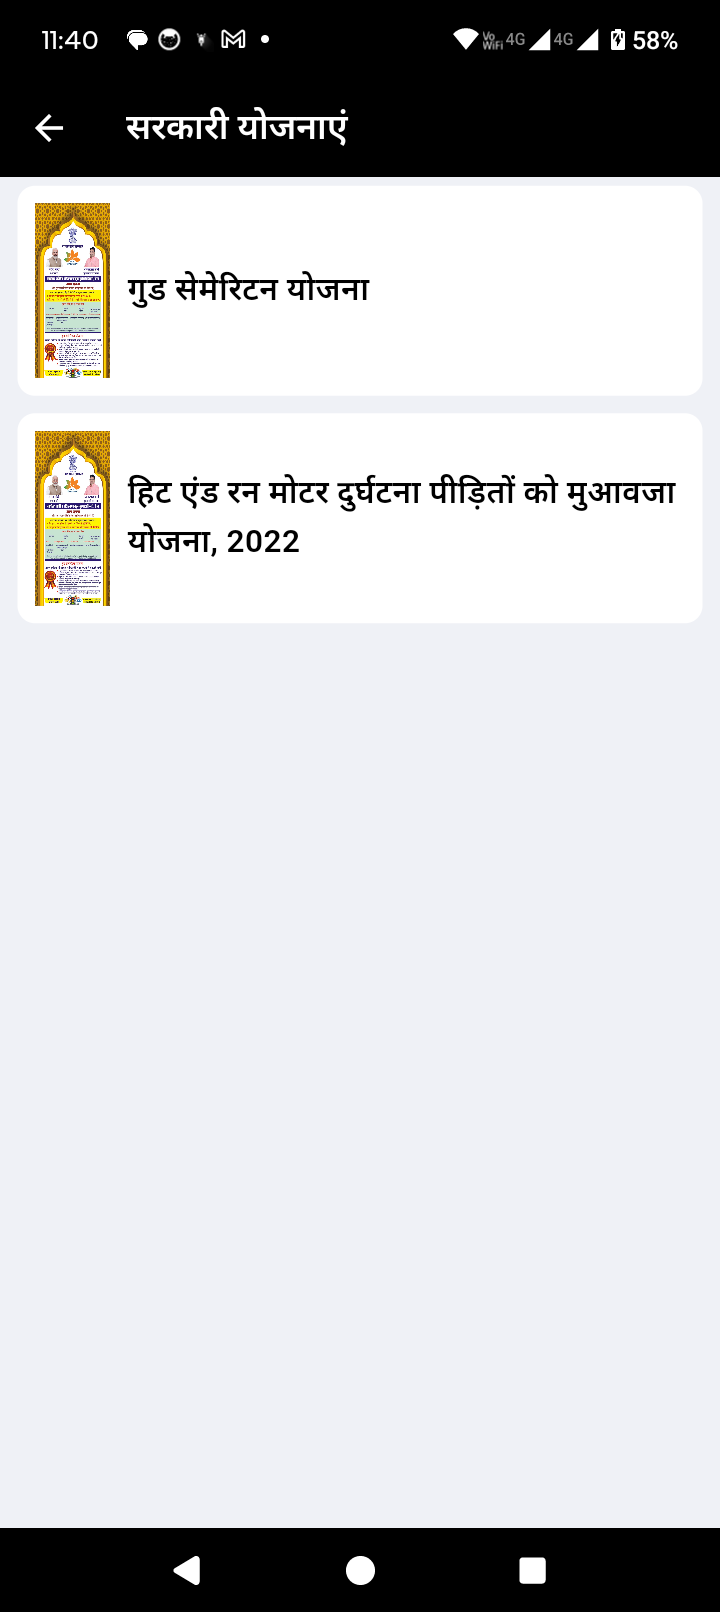 11:40
Vo
WiFi 4G 4G 58%
सरकारी योजनाएं
गुड सेमेरिटन योजना
हिट एंड रन मोटर दुर्घटना पीड़ितों को मुआवजा
योजना, 2022